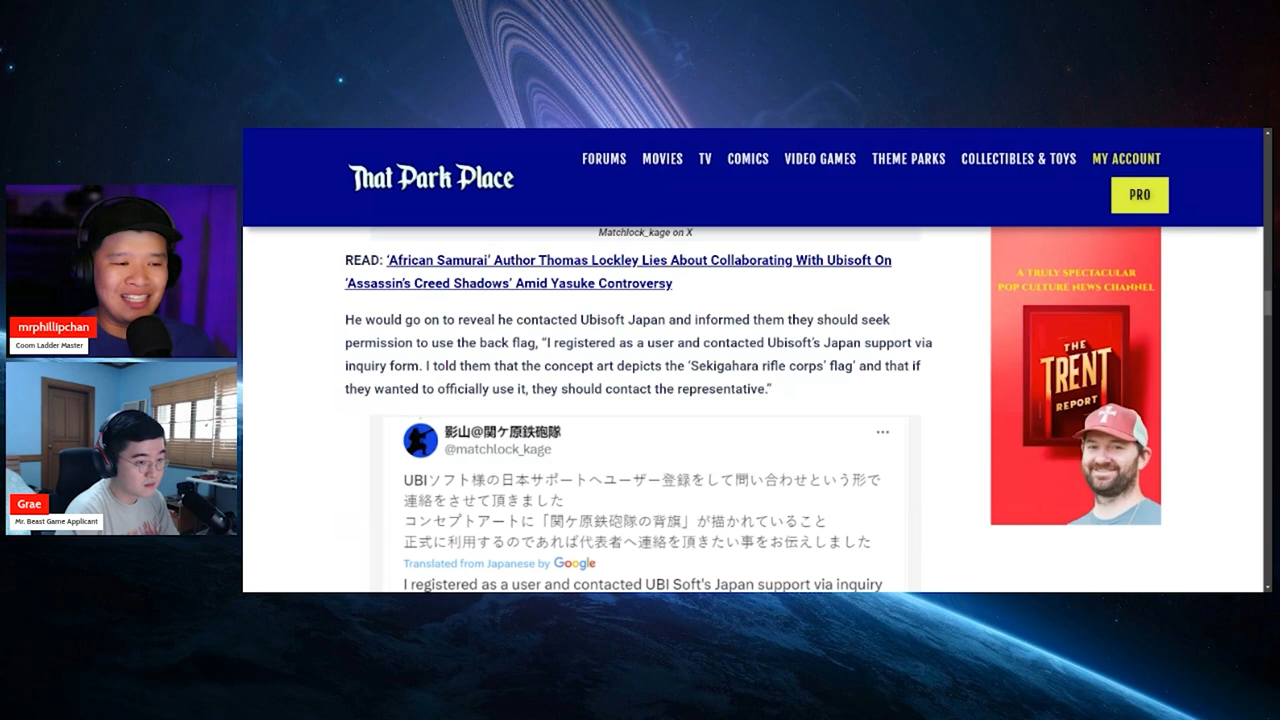 FORUMS MOVIES TV COMICS VIDEO GAMES THEME PARKS COLLECTIBLES & TOYS MY ACCOUNT
That Park Place
PRO
Matchlock_kage on X
READ: ‘African Samurai’ Author Thomas Lockley Lies About Collaborating With Ubisoft On
‘Assassin’s Creed Shadows’ Amid Yasuke Controversy
He would go on to reveal he contacted Ubisoft Japan and informed them they should seek
permission to use the back flag, “I registered as a user and contacted Ubisoft’s Japan support via
inquiry form. I told them that the concept art depicts the ‘Sekigahara rifle corps’ flag’ and that if
they wanted to officially use it, they should contact the representative.”
影山@関ケ原鉄砲隊
@matchlock_kage
UBIソフト様の日本サポートへユーザー登録をして問い合わせという形で
連絡をさせて頂きました
コンセプトアートに「関ケ原鉄砲隊の背旗」が描かれていること
正式に利用するのであれば代表者へ連絡を頂きたい事をお伝えしました
Translated from Japanese by Google
I registered as a user and contacted UBI Soft's Japan support via inquiry
A TRULY SPECTACULAR
POP CULTURE NEWS CHANNEL
THE
TRENT
REPORT
mrphillipchan
Coom Ladder Master
Grae
Mr. Beast Game Applicant